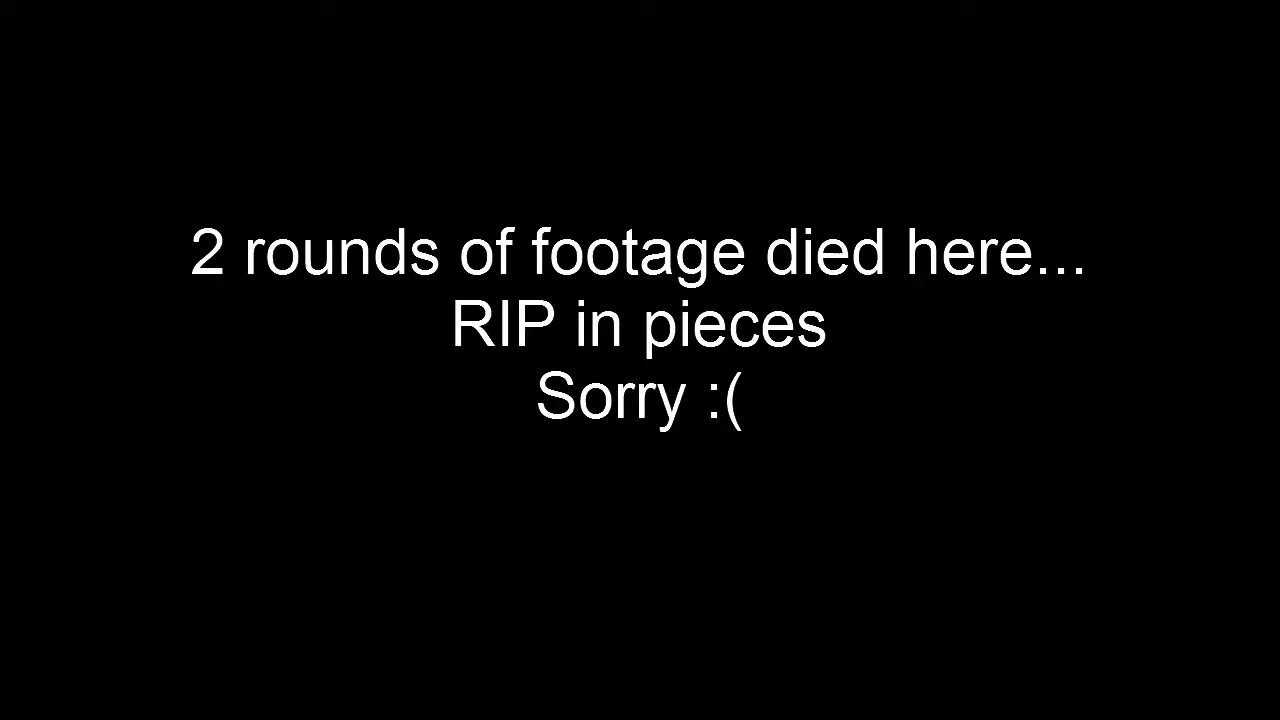 2 rounds of footage died here...
RIP in pieces
Sorry :(